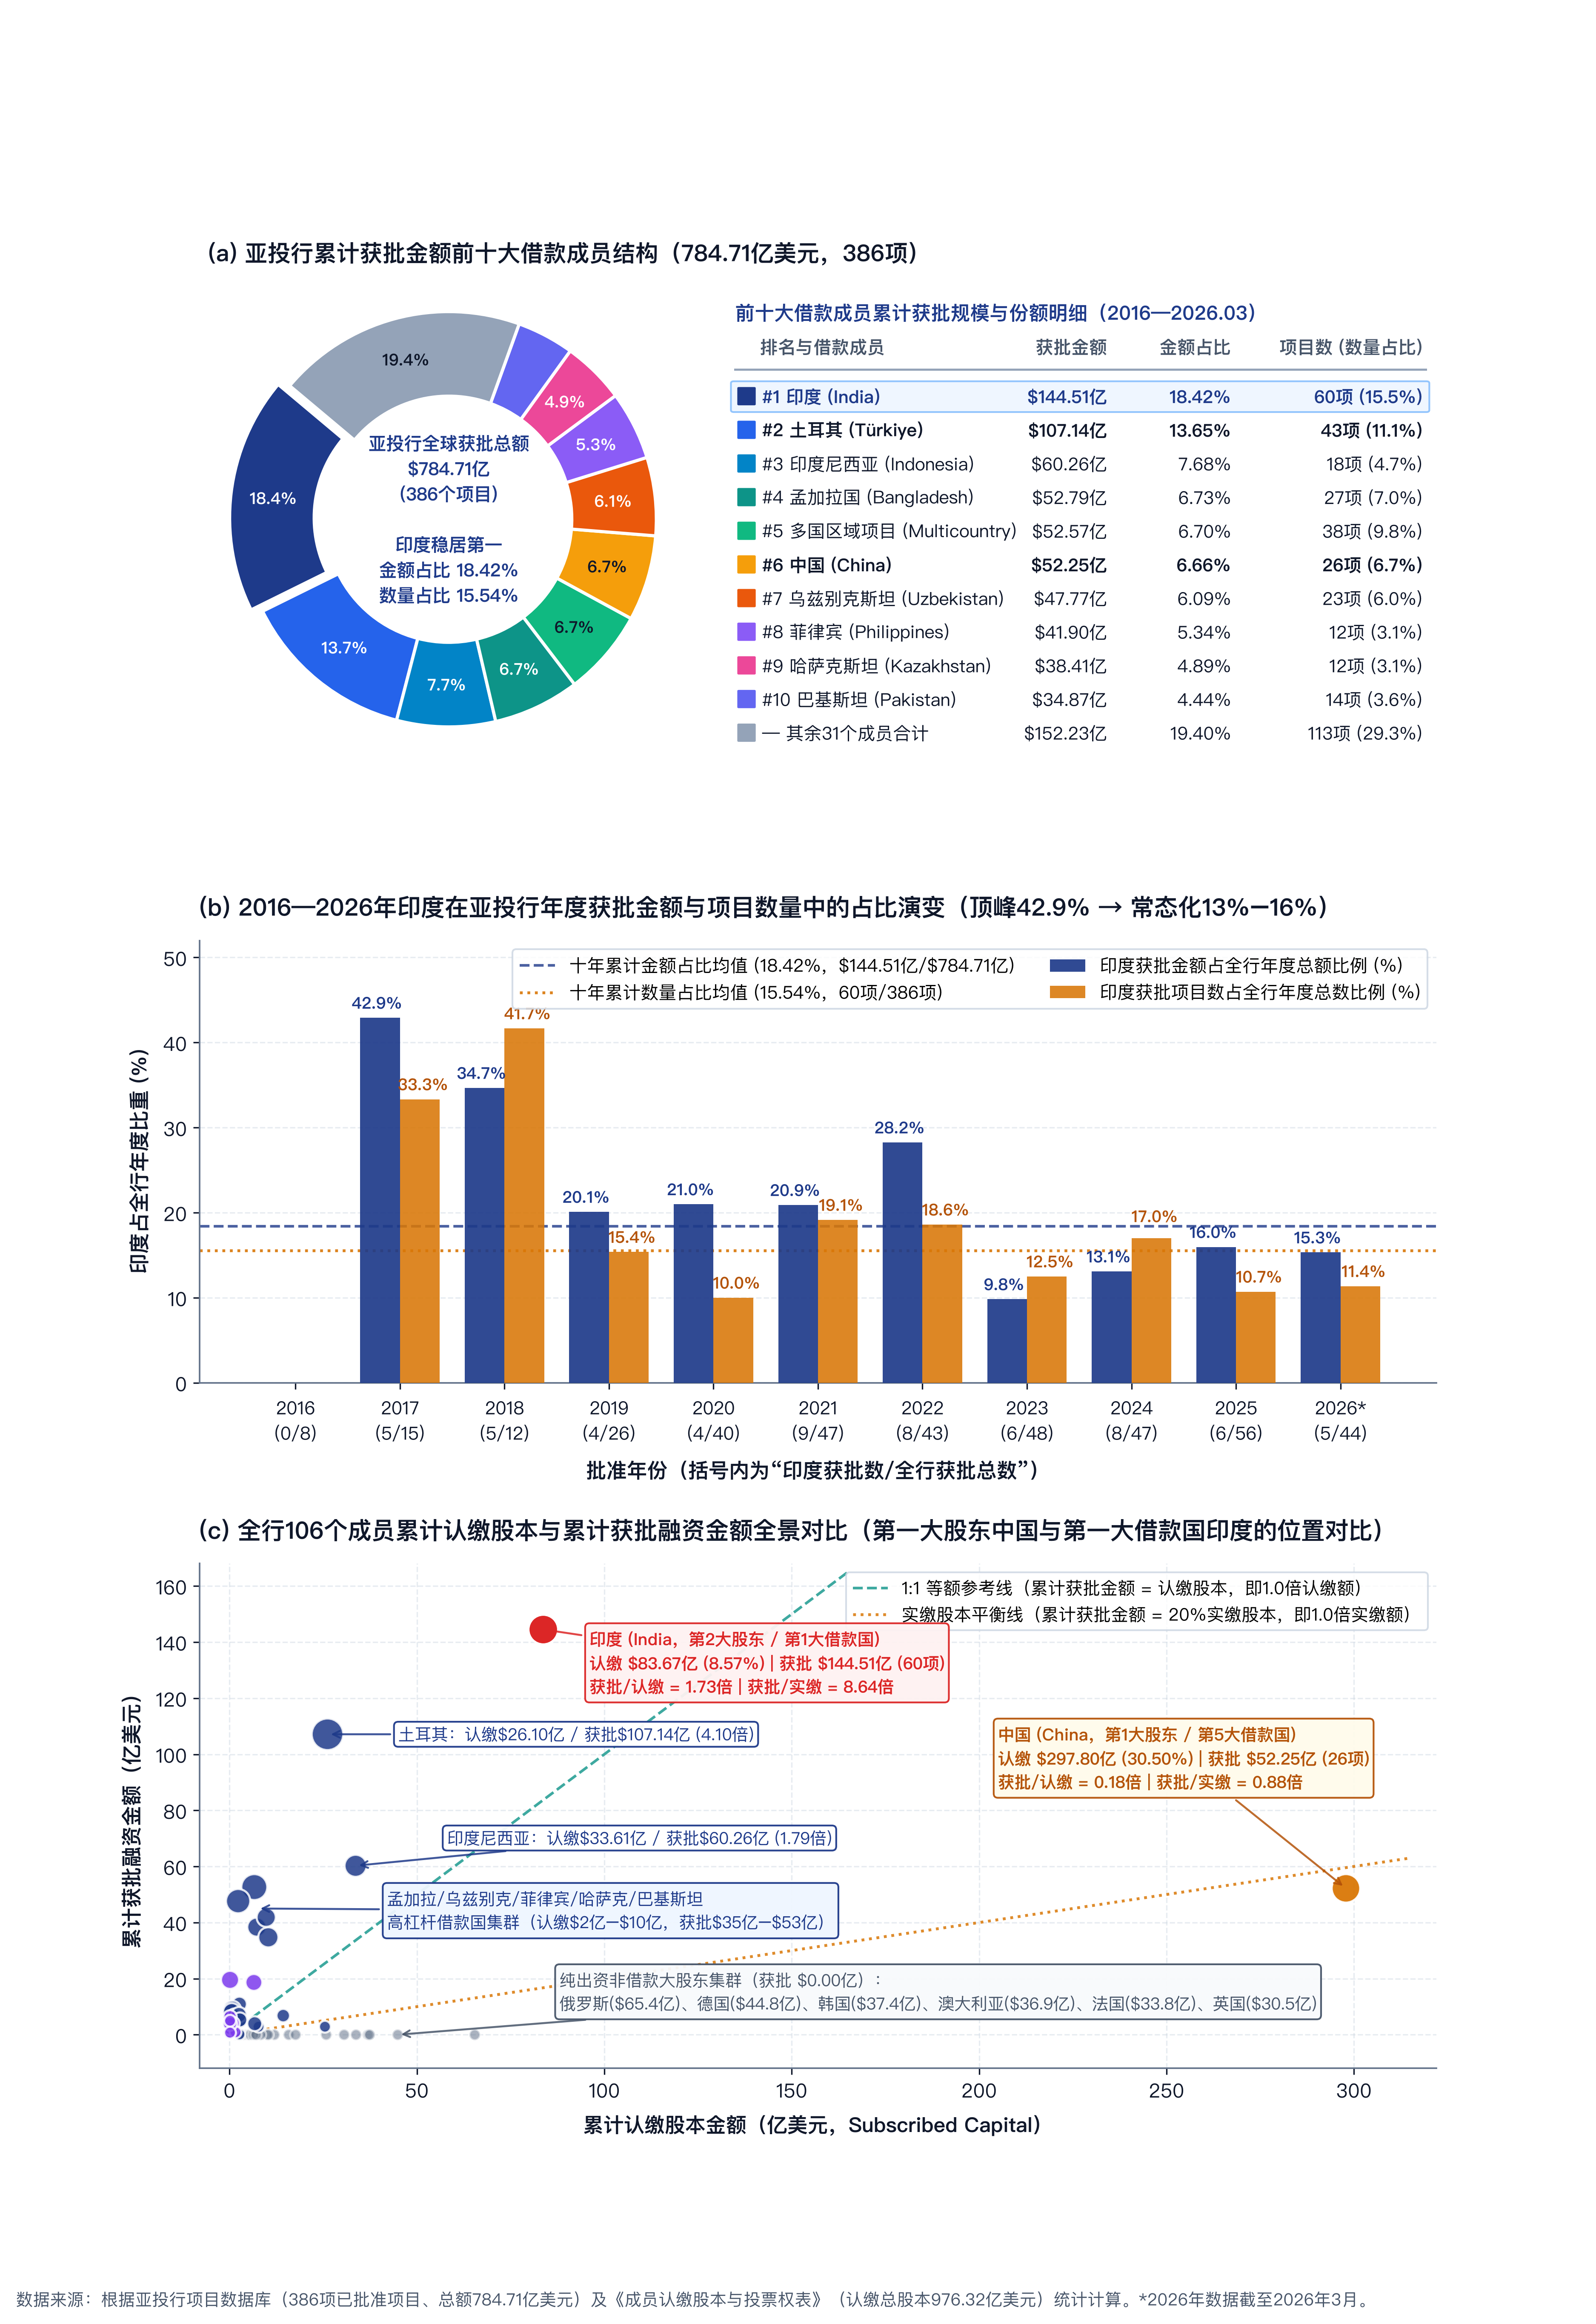 (a) 亚投行累计获批金额前十大借款成员结构（784.71亿美元，386项）
19.4%
4.9%
5.3%
6.1%
6.7%
6.7%
6.7%
7.7%
13.7%
18.4%
亚投行全球获批总额
$784.71亿
(386个项目)
印度稳居第一
金额占比 18.42%
数量占比 15.54%
前十大借款成员累计获批规模与份额明细（2016—2026.03）
排名与借款成员 获批金额 金额占比 项目数 (数量占比)
#1 印度 (India) $144.51亿 18.42% 60项 (15.5%)
#2 土耳其 (Türkiye) $107.14亿 13.65% 43项 (11.1%)
#3 印度尼西亚 (Indonesia) $60.26亿 7.68% 18项 (4.7%)
#4 孟加拉国 (Bangladesh) $52.79亿 6.73% 27项 (7.0%)
#5 多国区域项目 (Multicountry) $52.57亿 6.70% 38项 (9.8%)
#6 中国 (China) $52.25亿 6.66% 26项 (6.7%)
#7 乌兹别克斯坦 (Uzbekistan) $47.77亿 6.09% 23项 (6.0%)
#8 菲律宾 (Philippines) $41.90亿 5.34% 12项 (3.1%)
#9 哈萨克斯坦 (Kazakhstan) $38.41亿 4.89% 12项 (3.1%)
#10 巴基斯坦 (Pakistan) $34.87亿 4.44% 14项 (3.6%)
— 其余31个成员合计 $152.23亿 19.40% 113项 (29.3%)
(b) 2016—2026年印度在亚投行年度获批金额与项目数量中的占比演变（顶峰42.9% → 常态化13%—16%）
十年累计金额占比均值 (18.42%，$144.51亿/$784.71亿)
十年累计数量占比均值 (15.54%，60项/386项)
印度获批金额占全行年度总额比例 (%)
印度获批项目数占全行年度总数比例 (%)
印度占全行年度比重 (%)
50
40
30
20
10
0
42.9%
33.3%
34.7%
41.7%
20.1%
15.4%
21.0%
10.0%
20.9%
19.1%
28.2%
18.6%
9.8%
12.5%
13.1%
17.0%
16.0%
10.7%
15.3%
11.4%
2016 2017 2018 2019 2020 2021 2022 2023 2024 2025 2026*
(0/8) (5/15) (5/12) (4/26) (4/40) (9/47) (8/43) (6/48) (8/47) (6/56) (5/44)
批准年份（括号内为“印度获批数/全行获批总数”）
(c) 全行106个成员累计认缴股本与累计获批融资金额全景对比（第一大股东中国与第一大借款国印度的位置对比）
1:1 等额参考线（累计获批金额 = 认缴股本，即1.0倍认缴额）
实缴股本平衡线（累计获批金额 = 20%实缴股本，即1.0倍实缴额）
累计获批融资金额（亿美元）
160
140
120
100
80
60
40
20
0
印度 (India，第2大股东 / 第1大借款国)
认缴 $83.67亿 (8.57%) | 获批 $144.51亿 (60项)
获批/认缴 = 1.73倍 | 获批/实缴 = 8.64倍
土耳其：认缴$26.10亿 / 获批$107.14亿 (4.10倍)
中国 (China，第1大股东 / 第5大借款国)
认缴 $297.80亿 (30.50%) | 获批 $52.25亿 (26项)
获批/认缴 = 0.18倍 | 获批/实缴 = 0.88倍
印度尼西亚：认缴$33.61亿 / 获批$60.26亿 (1.79倍)
孟加拉/乌兹别克/菲律宾/哈萨克/巴基斯坦
高杠杆借款国集群（认缴$2亿—$10亿，获批$35亿—$53亿）
纯出资非借款大股东集群（获批 $0.00亿）：
俄罗斯($65.4亿)、德国($44.8亿)、韩国($37.4亿)、澳大利亚($36.9亿)、法国($33.8亿)、英国($30.5亿)
0 50 100 150 200 250 300
累计认缴股本金额（亿美元，Subscribed Capital）
数据来源：根据亚投行项目数据库（386项已批准项目、总额784.71亿美元）及《成员认缴股本与投票权表》（认缴总股本976.32亿美元）统计计算。*2026年数据截至2026年3月。